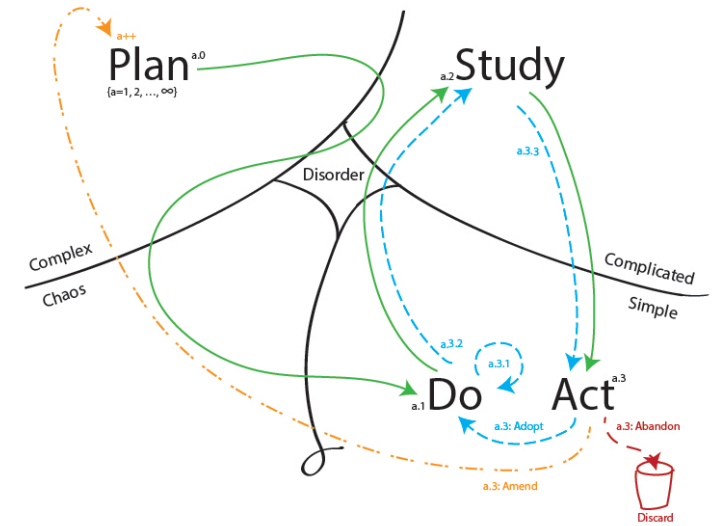 a++
Plan a.0
{a=1, 2, ..., ∞}
a.2 Study
a.3.3
Disorder
Complex
Chaos
Complicated
Simple
a.3.2
a.3.1
a.1 Do
Act a.3
a.3: Adopt
a.3: Abandon
a.3: Amend
Discard